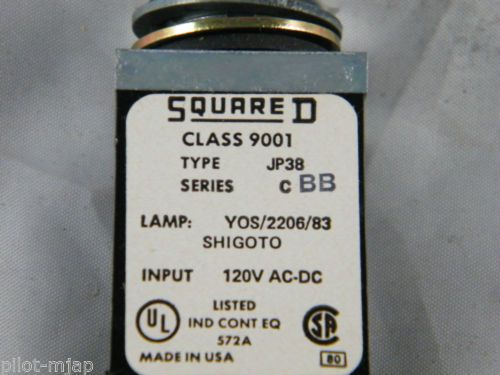 SQUARE D
CLASS 9001
TYPE JP38
SERIES C BB
LAMP: YOS/2206/83
SHIGOTO
INPUT 120V AC-DC
UL LISTED SA
IND CONT EQ
572A
MADE IN USA 80
pilot-mjap